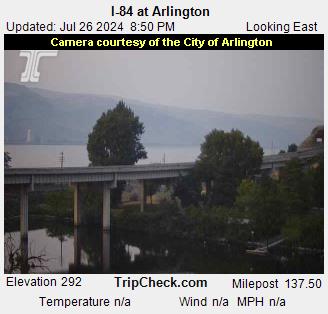 I-84 at Arlington
Updated: Jul 26 2024 8:50 PM Looking East
Camera courtesy of the City of Arlington
Elevation 292 TripCheck.com Milepost 137.50
Temperature n/a Wind n/a MPH n/a